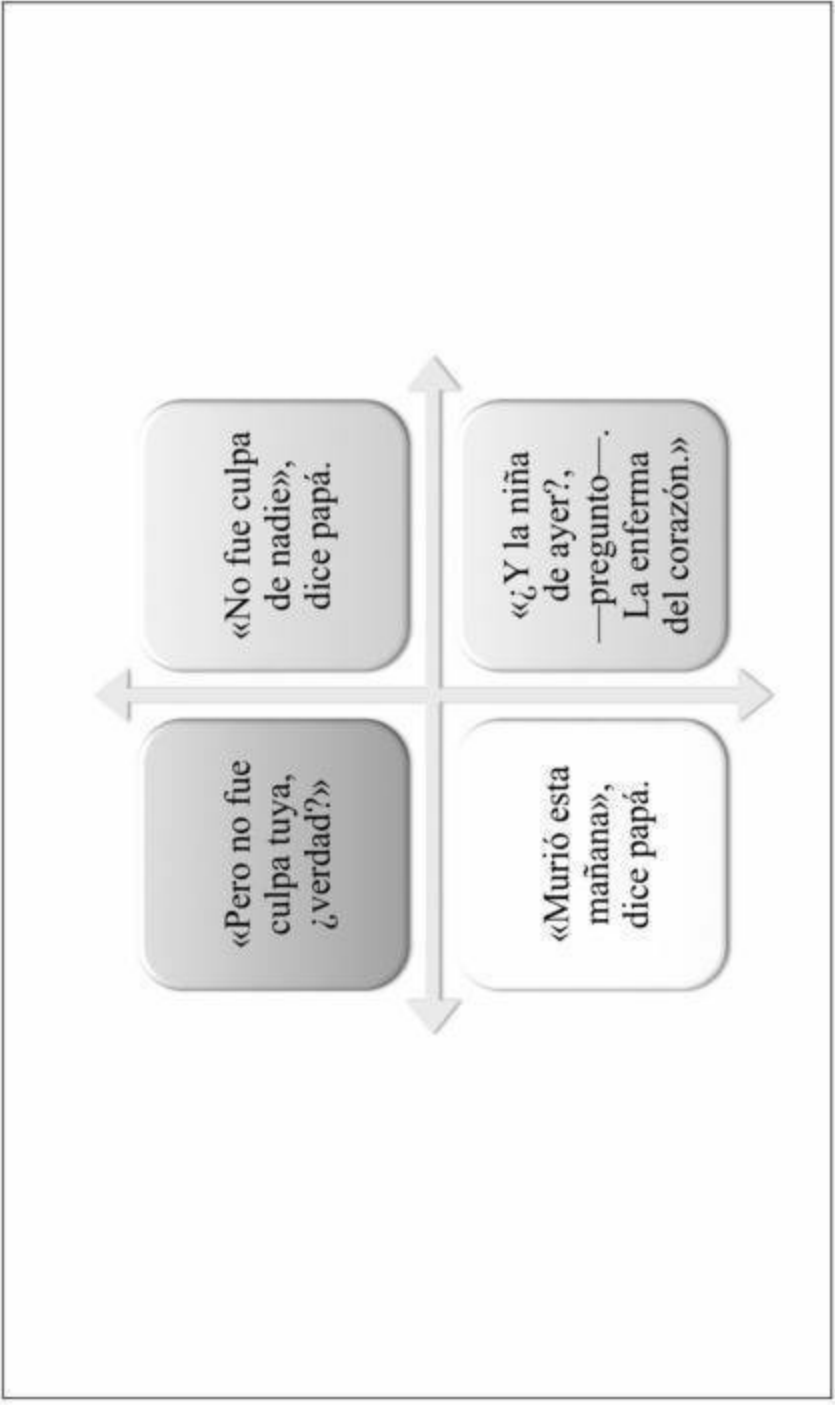 «Pero no fue
culpa tuya,
¿verdad?»
«No fue culpa
de nadie»,
dice papá.
«Murió esta
mañana»,
dice papá.
«¿Y la niña
de ayer?,
—pregunto—.
La enferma
del corazón.»